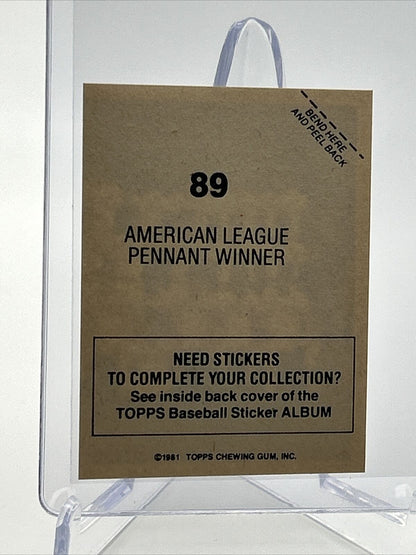 BEND HERE
AND PEEL BACK
89
AMERICAN LEAGUE
PENNANT WINNER
NEED STICKERS
TO COMPLETE YOUR COLLECTION?
See inside back cover of the
TOPPS Baseball Sticker ALBUM
©1981 TOPPS CHEWING GUM, INC.